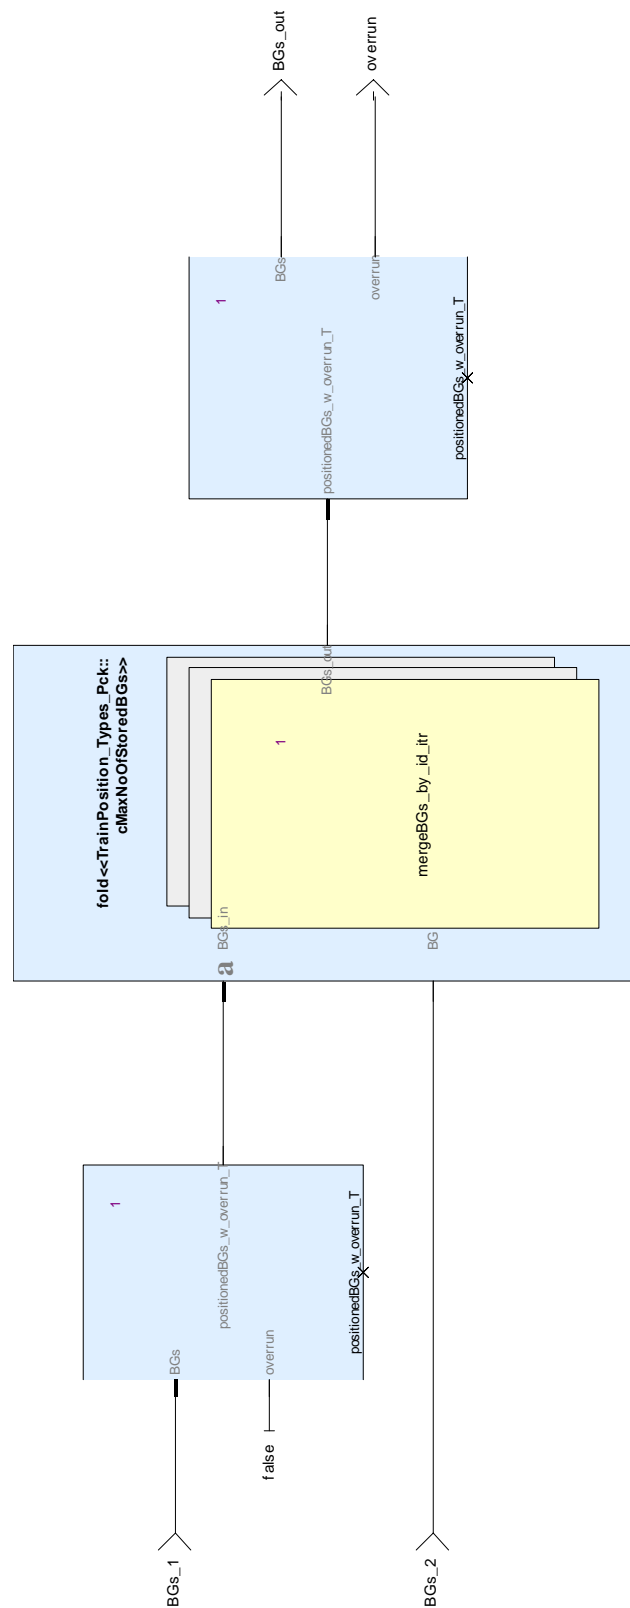 BGs_out
overrun
BGs
overrun
1
positionedBGs_w_overrun_T
positionedBGs_w_overrun_T
fold <<TrainPosition_Types_Pck::
cMaxNoOfStoredBGs>>
BGs_out
1
mergeBGs_by_id_itr
a
BGs_in
BG
1
positionedBGs_w_overrun_T
positionedBGs_w_overrun_T
BGs
overrun
false
BGs_1
BGs_2